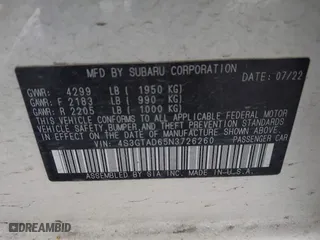 MFD BY SUBARU CORPORATION
DATE: 07/22
GVWR: 4299 LB ( 1950 KG)
GAWR: F 2183 LB ( 990 KG)
GAWR: R 2205 LB ( 1000 KG)
THIS VEHICLE CONFORMS TO ALL APPLICABLE FEDERAL MOTOR
VEHICLE SAFETY, BUMPER AND THEFT PREVENTION STANDARDS
IN EFFECT ON THE DATE OF MANUFACTURE SHOWN ABOVE.
VIN: 4S3GTAD65N3726260 PASSENGER CAR
ASSEMBLED BY SIA INC. MADE IN U.S.A.
DREAMBID